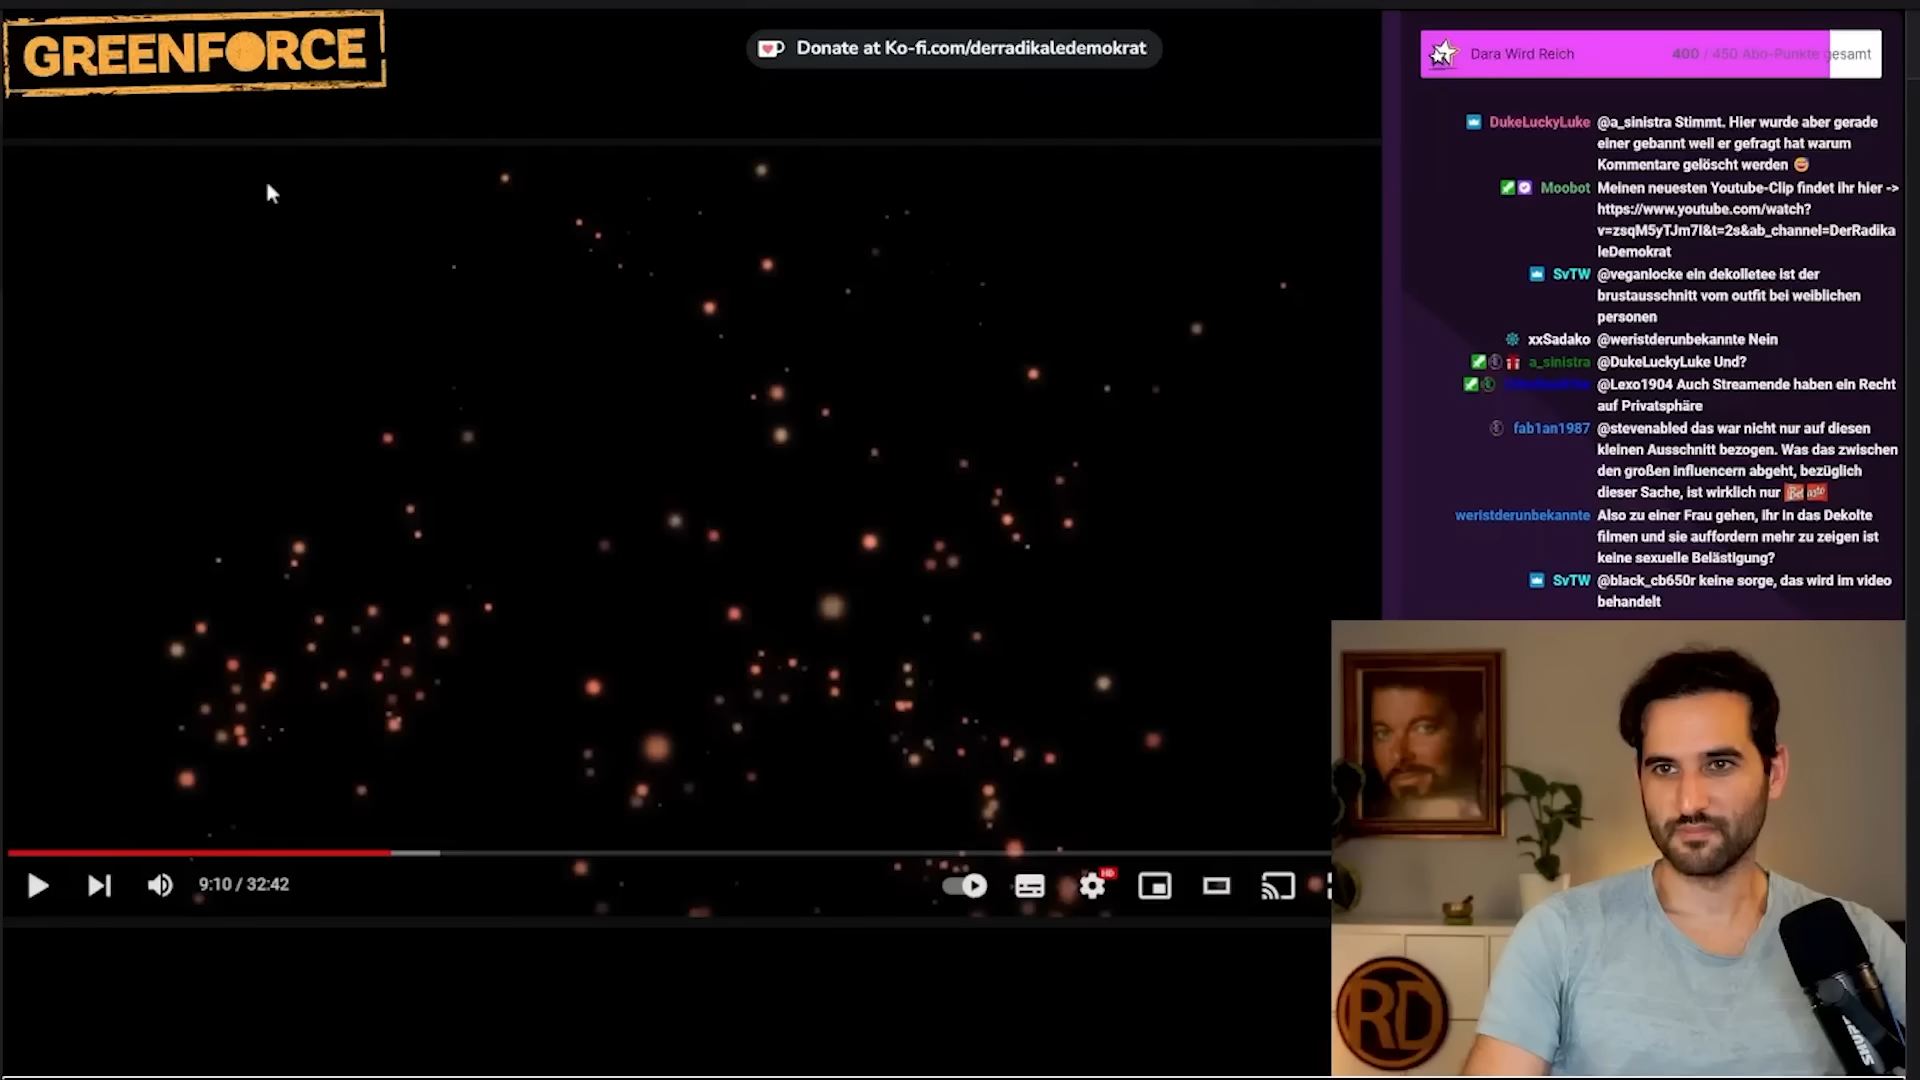 GREENFORCE
Donate at Ko-fi.com/derradikaledemokrat
Dara Wird Reich 400 / 450 Abo-Punkte gesamt
DukeLuckyLuke @a_sinistra Stimmt. Hier wurde aber gerade
einer gebannt weil er gefragt hat warum
Kommentare gelöscht werden
Moobot Meinen neuesten Youtube-Clip findet ihr hier ->
https://www.youtube.com/watch?
v=zsqM5yTJm7I&t=2s&ab_channel=DerRadika
leDemokrat
SvTW @veganlocke ein dekolletee ist der
brustausschnitt vom outfit bei weiblichen
personen
xxSadako @weristderunbekannte Nein
a_sinistra @DukeLuckyLuke Und?
@Lexo1904 Auch Streamende haben ein Recht
auf Privatsphäre
fab1an1987 @stevenabled das war nicht nur auf diesen
kleinen Ausschnitt bezogen. Was das zwischen
den großen influencern abgeht, bezüglich
dieser Sache, ist wirklich nur
weristderunbekannte Also zu einer Frau gehen, ihr in das Dekolte
filmen und sie auffordern mehr zu zeigen ist
keine sexuelle Belästigung?
SvTW @black_cb650r keine sorge, das wird im video
behandelt
9:10 / 32:42
HD
RD
SHURE